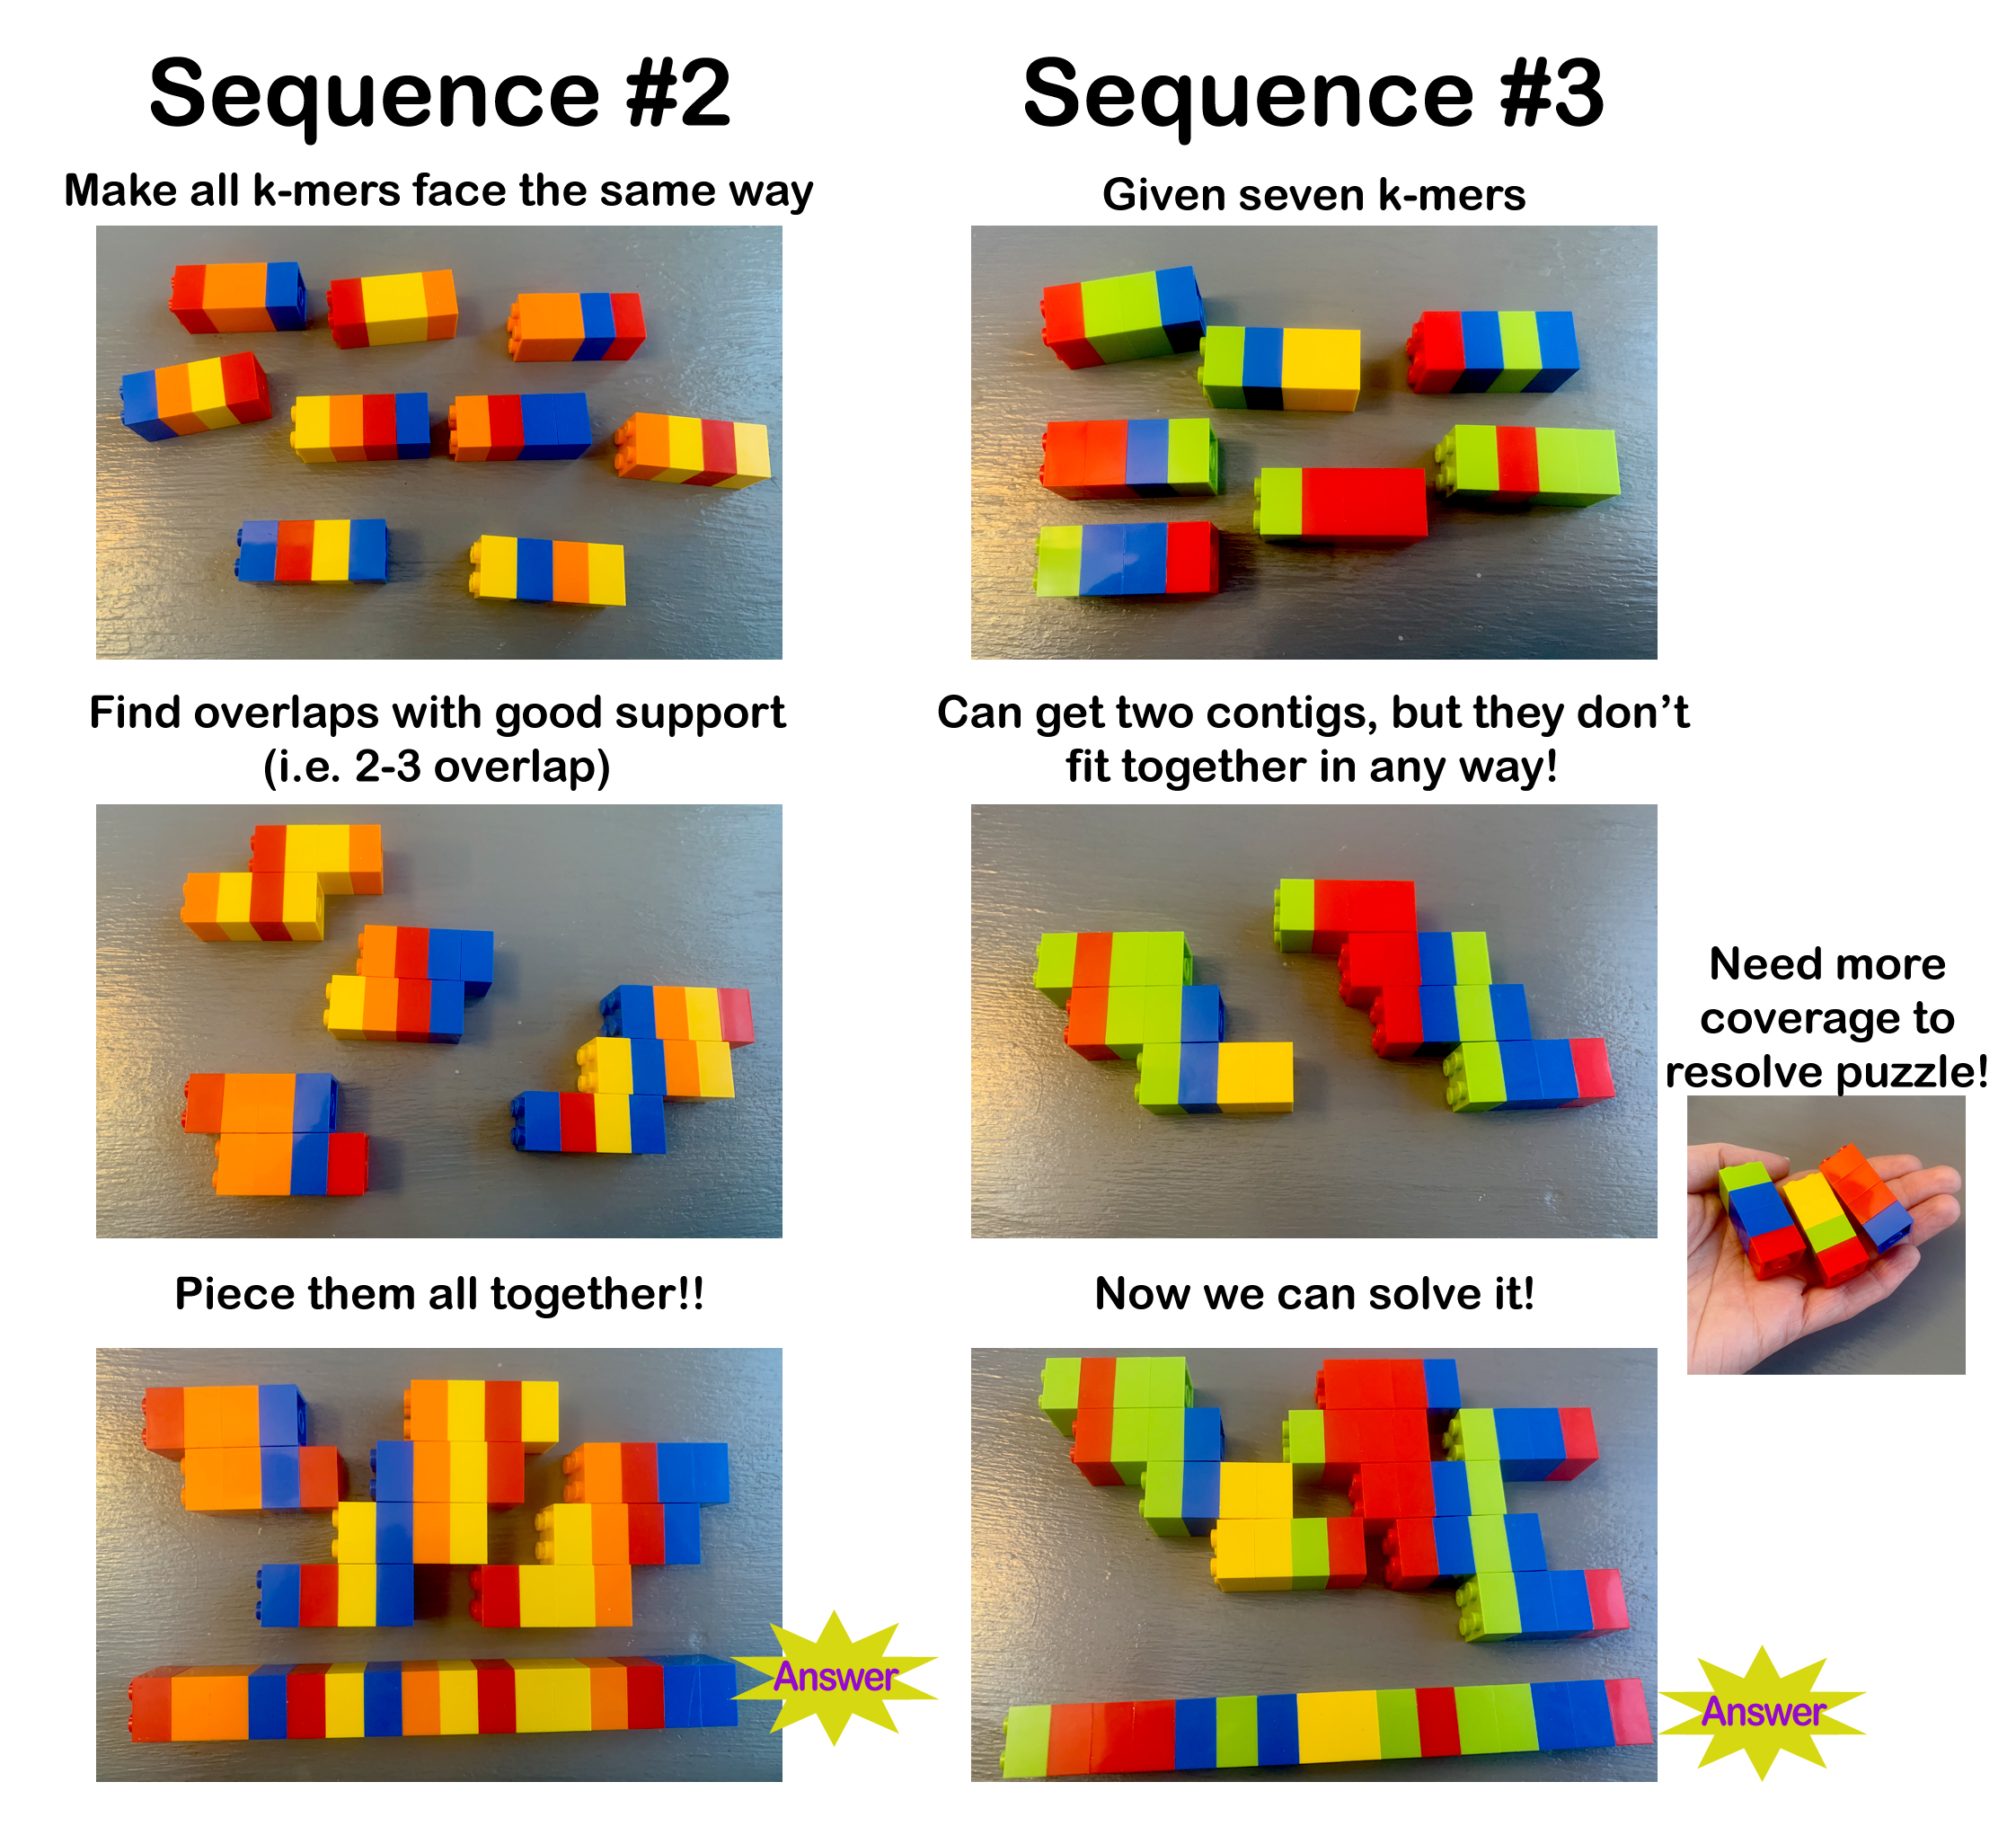 Sequence #2
Make all k-mers face the same way
Find overlaps with good support
(i.e. 2-3 overlap)
Piece them all together!!
Answer
Sequence #3
Given seven k-mers
Can get two contigs, but they don’t
fit together in any way!
Need more
coverage to
resolve puzzle!
Now we can solve it!
Answer